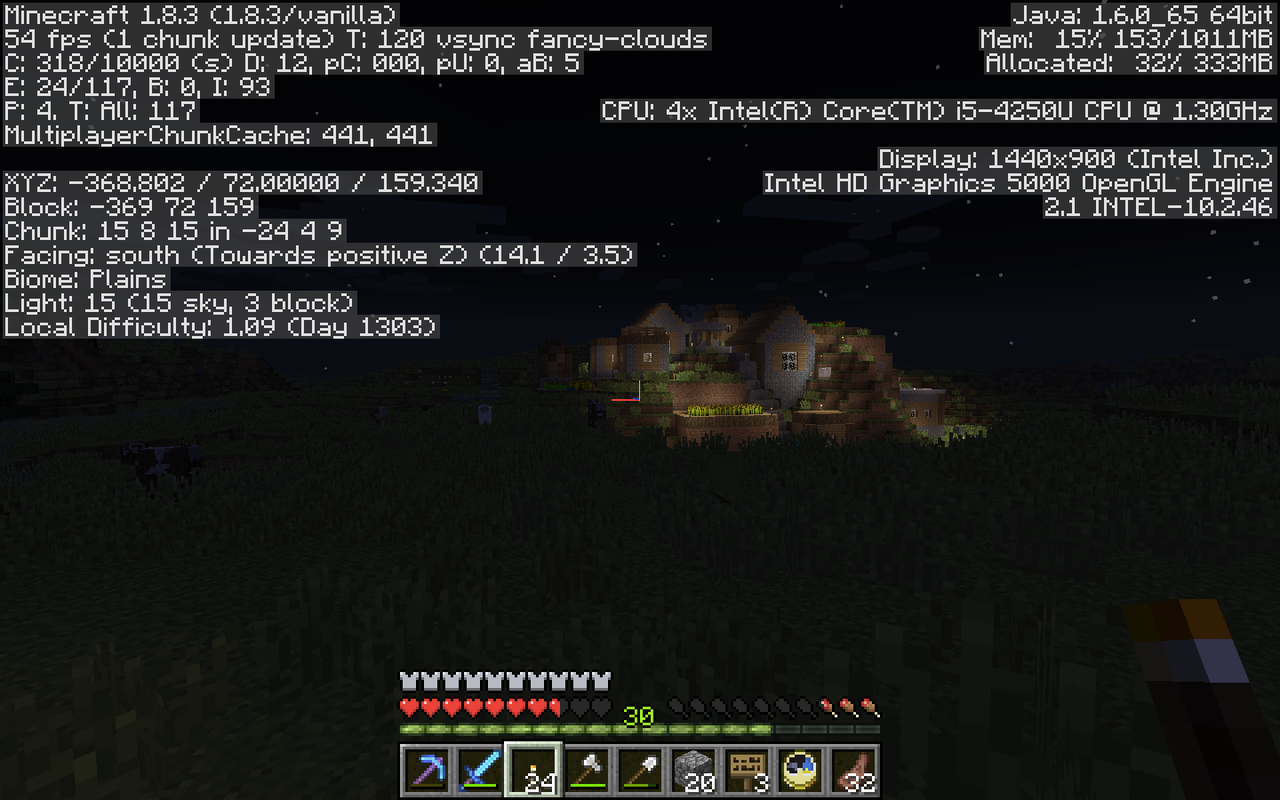 Minecraft 1.8.3 (1.8.3/vanilla)
54 fps (1 chunk update) T: 120 vsync fancy-clouds
C: 318/10000 (s) D: 12, pC: 000, pU: 0, aB: 5
E: 24/117, B: 0, I: 93
P: 4. T: All: 117
MultiplayerChunkCache: 441, 441
XYZ: -368.802 / 72.00000 / 159.340
Block: -369 72 159
Chunk: 15 8 15 in -24 4 9
Facing: south (Towards positive Z) (14.1 / 3.5)
Biome: Plains
Light: 15 (15 sky, 3 block)
Local Difficulty: 1.09 (Day 1303)
Java: 1.6.0_65 64bit
Mem: 15% 153/1011MB
Allocated: 32% 333MB
CPU: 4x Intel(R) Core(TM) i5-4250U CPU @ 1.30GHz
Display: 1440x900 (Intel Inc.)
Intel HD Graphics 5000 OpenGL Engine
2.1 INTEL-10.2.46
30
24 20 3 32